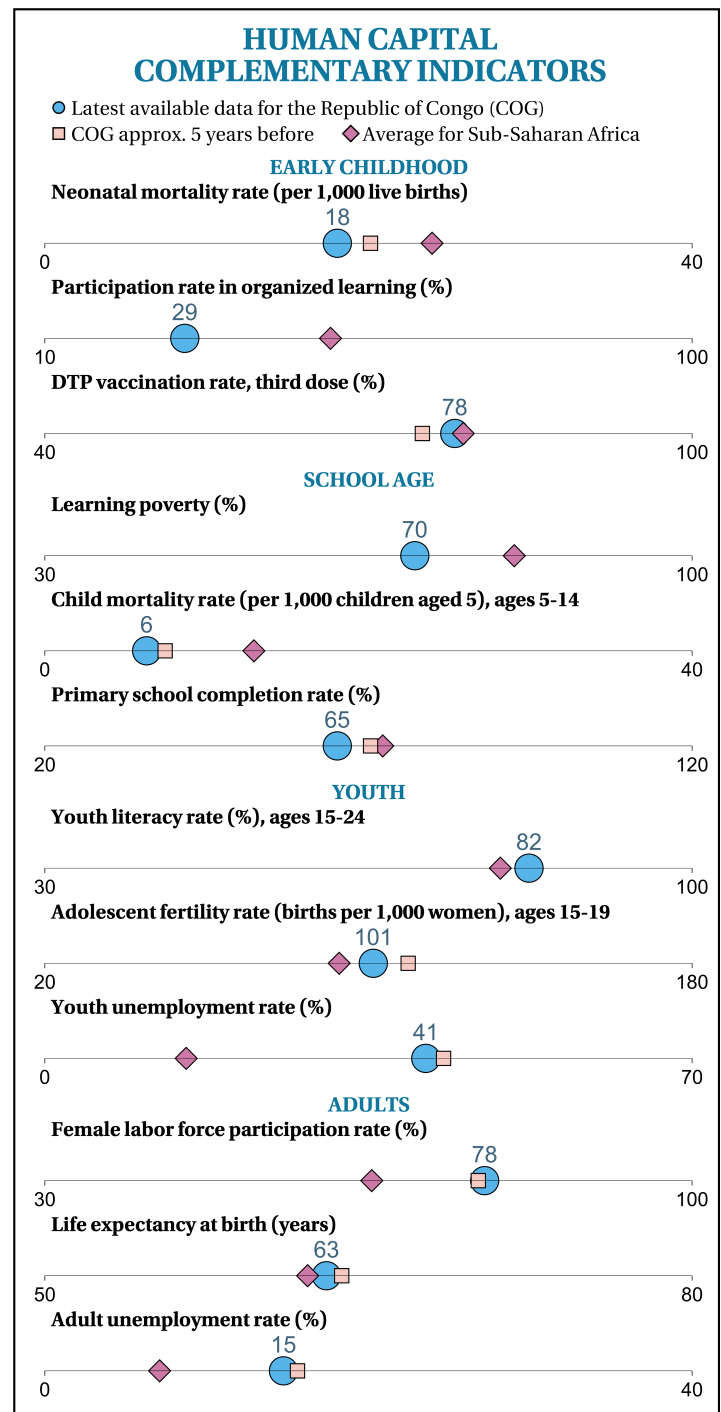 HUMAN CAPITAL
COMPLEMENTARY INDICATORS
Latest available data for the Republic of Congo (COG)
COG approx. 5 years before Average for Sub-Saharan Africa
EARLY CHILDHOOD
Neonatal mortality rate (per 1,000 live births)
18
0 40
Participation rate in organized learning (%)
29
10 100
DTP vaccination rate, third dose (%)
78
40 100
SCHOOL AGE
Learning poverty (%)
70
30 100
Child mortality rate (per 1,000 children aged 5), ages 5-14
6
0 40
Primary school completion rate (%)
65
20 120
YOUTH
Youth literacy rate (%), ages 15-24
82
30 100
Adolescent fertility rate (births per 1,000 women), ages 15-19
101
20 180
Youth unemployment rate (%)
41
0 70
ADULTS
Female labor force participation rate (%)
78
30 100
Life expectancy at birth (years)
63
50 80
Adult unemployment rate (%)
15
0 40